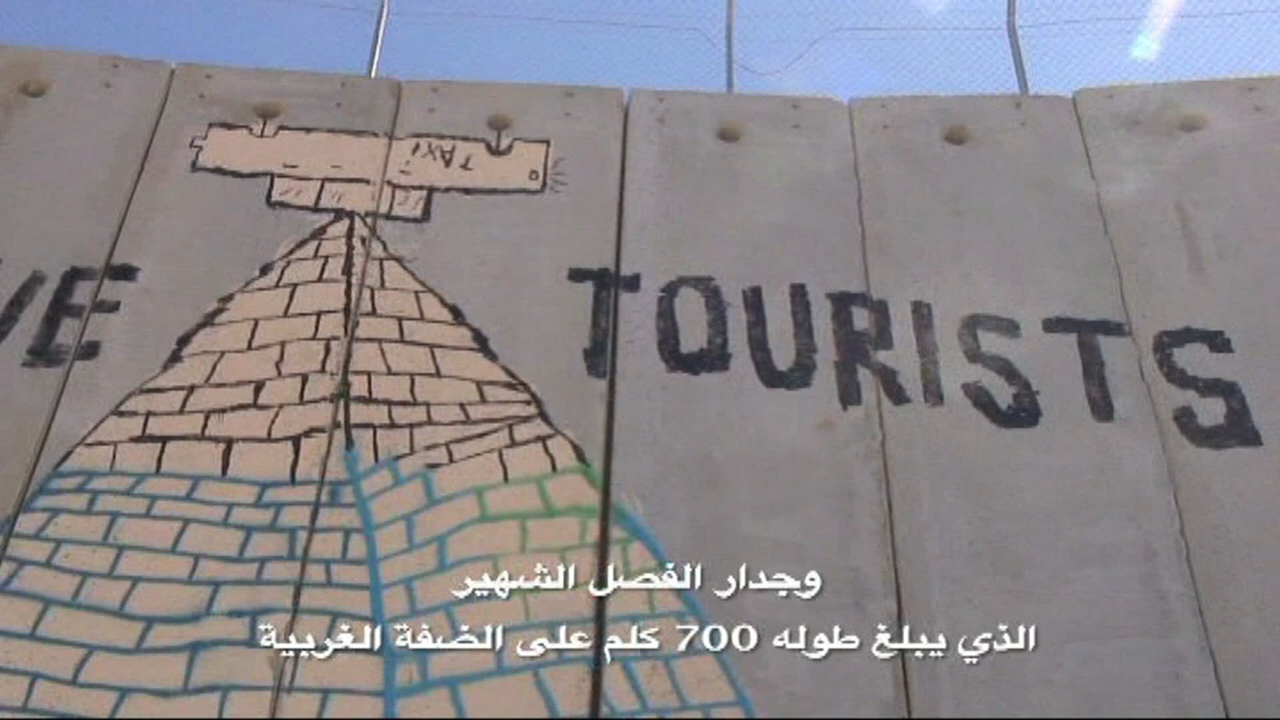 TAXI
VE TOURISTS
وجدار الفصل الشهير
الذي يبلغ طوله 700 كلم على الضفة الغربية